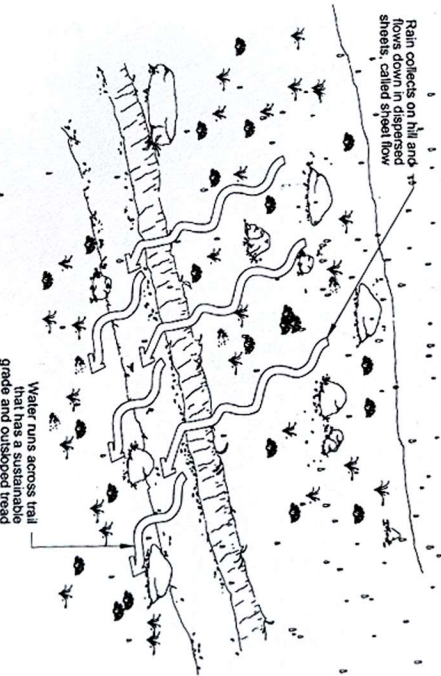 Rain collects on hill and
flows down in dispersed
sheets, called sheet flow
Water runs across trail
that has a sustainable
grade and outsloped tread